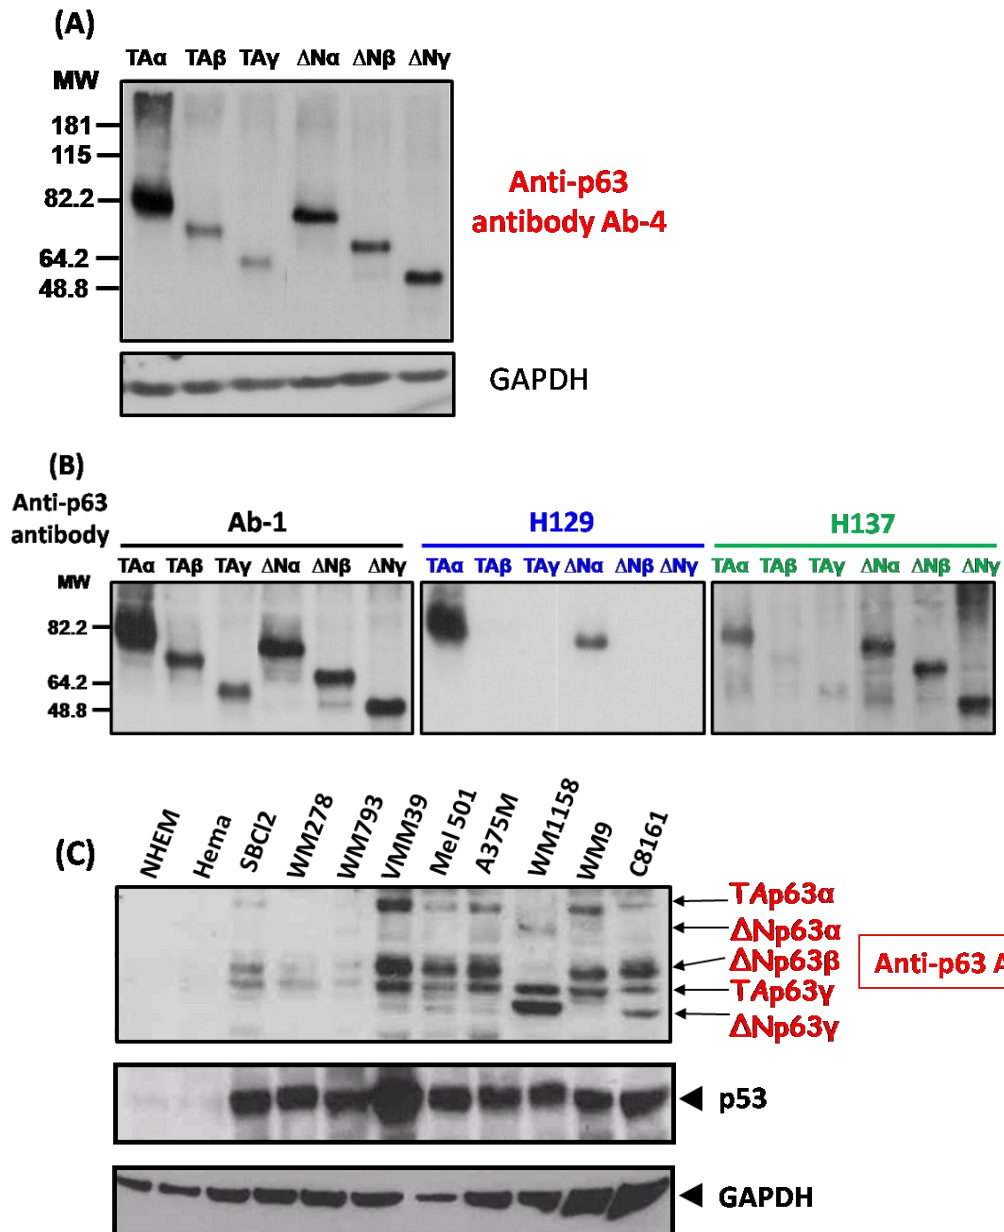 (A)
TAα TAβ TAγ ΔNα ΔNβ ΔNγ
MW
181
115
82.2
64.2
48.8
Anti-p63
antibody Ab-4
GAPDH
(B)
Anti-p63
antibody
Ab-1 H129 H137
TAα TAβ TAγ ΔNα ΔNβ ΔNγ TAα TAβ TAγ ΔNα ΔNβ ΔNγ TAα TAβ TAγ ΔNα ΔNβ ΔNγ
MW
82.2
64.2
48.8
(C)
NHEM Hema SBCl2 WM278 WM793 VMM39 Mel 501 A375M WM1158 WM9 C8161
TAp63α
ΔNp63α
ΔNp63β
TAp63γ
ΔNp63γ
Anti-p63 A
p53
GAPDH